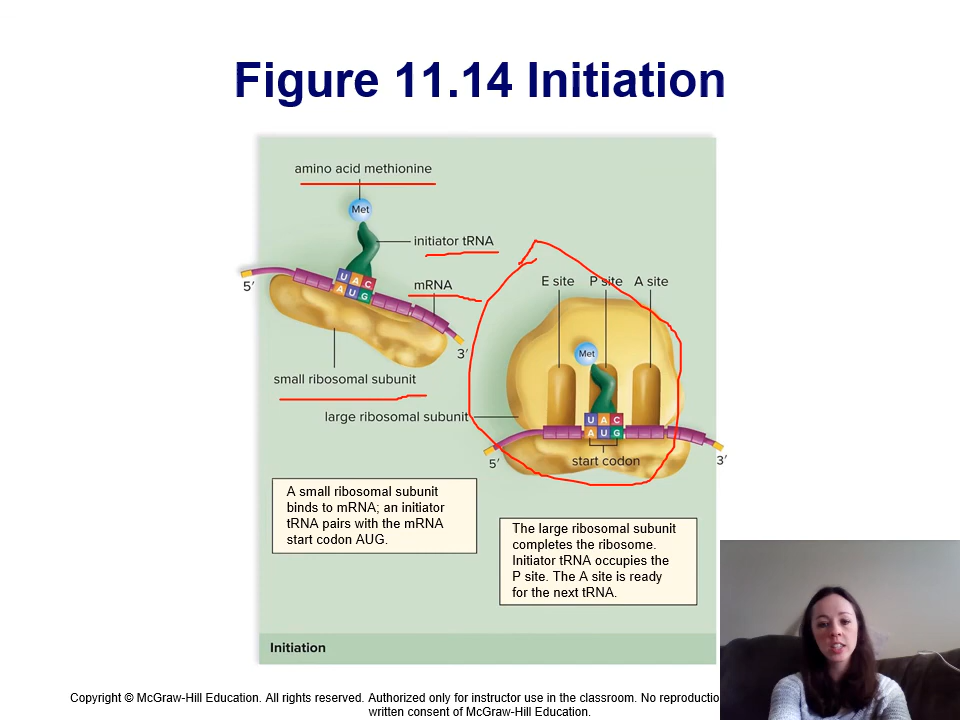 Figure 11.14 Initiation
amino acid methionine
Met
initiator tRNA
mRNA
5′
U A C
A U G
3′
small ribosomal subunit
E site P site A site
Met
large ribosomal subunit
U A C
A U G
5′
start codon
3′
A small ribosomal subunit
binds to mRNA; an initiator
tRNA pairs with the mRNA
start codon AUG.
The large ribosomal subunit
completes the ribosome.
Initiator tRNA occupies the
P site. The A site is ready
for the next tRNA.
Initiation
Copyright © McGraw-Hill Education. All rights reserved. Authorized only for instructor use in the classroom. No reproductio
written consent of McGraw-Hill Education.